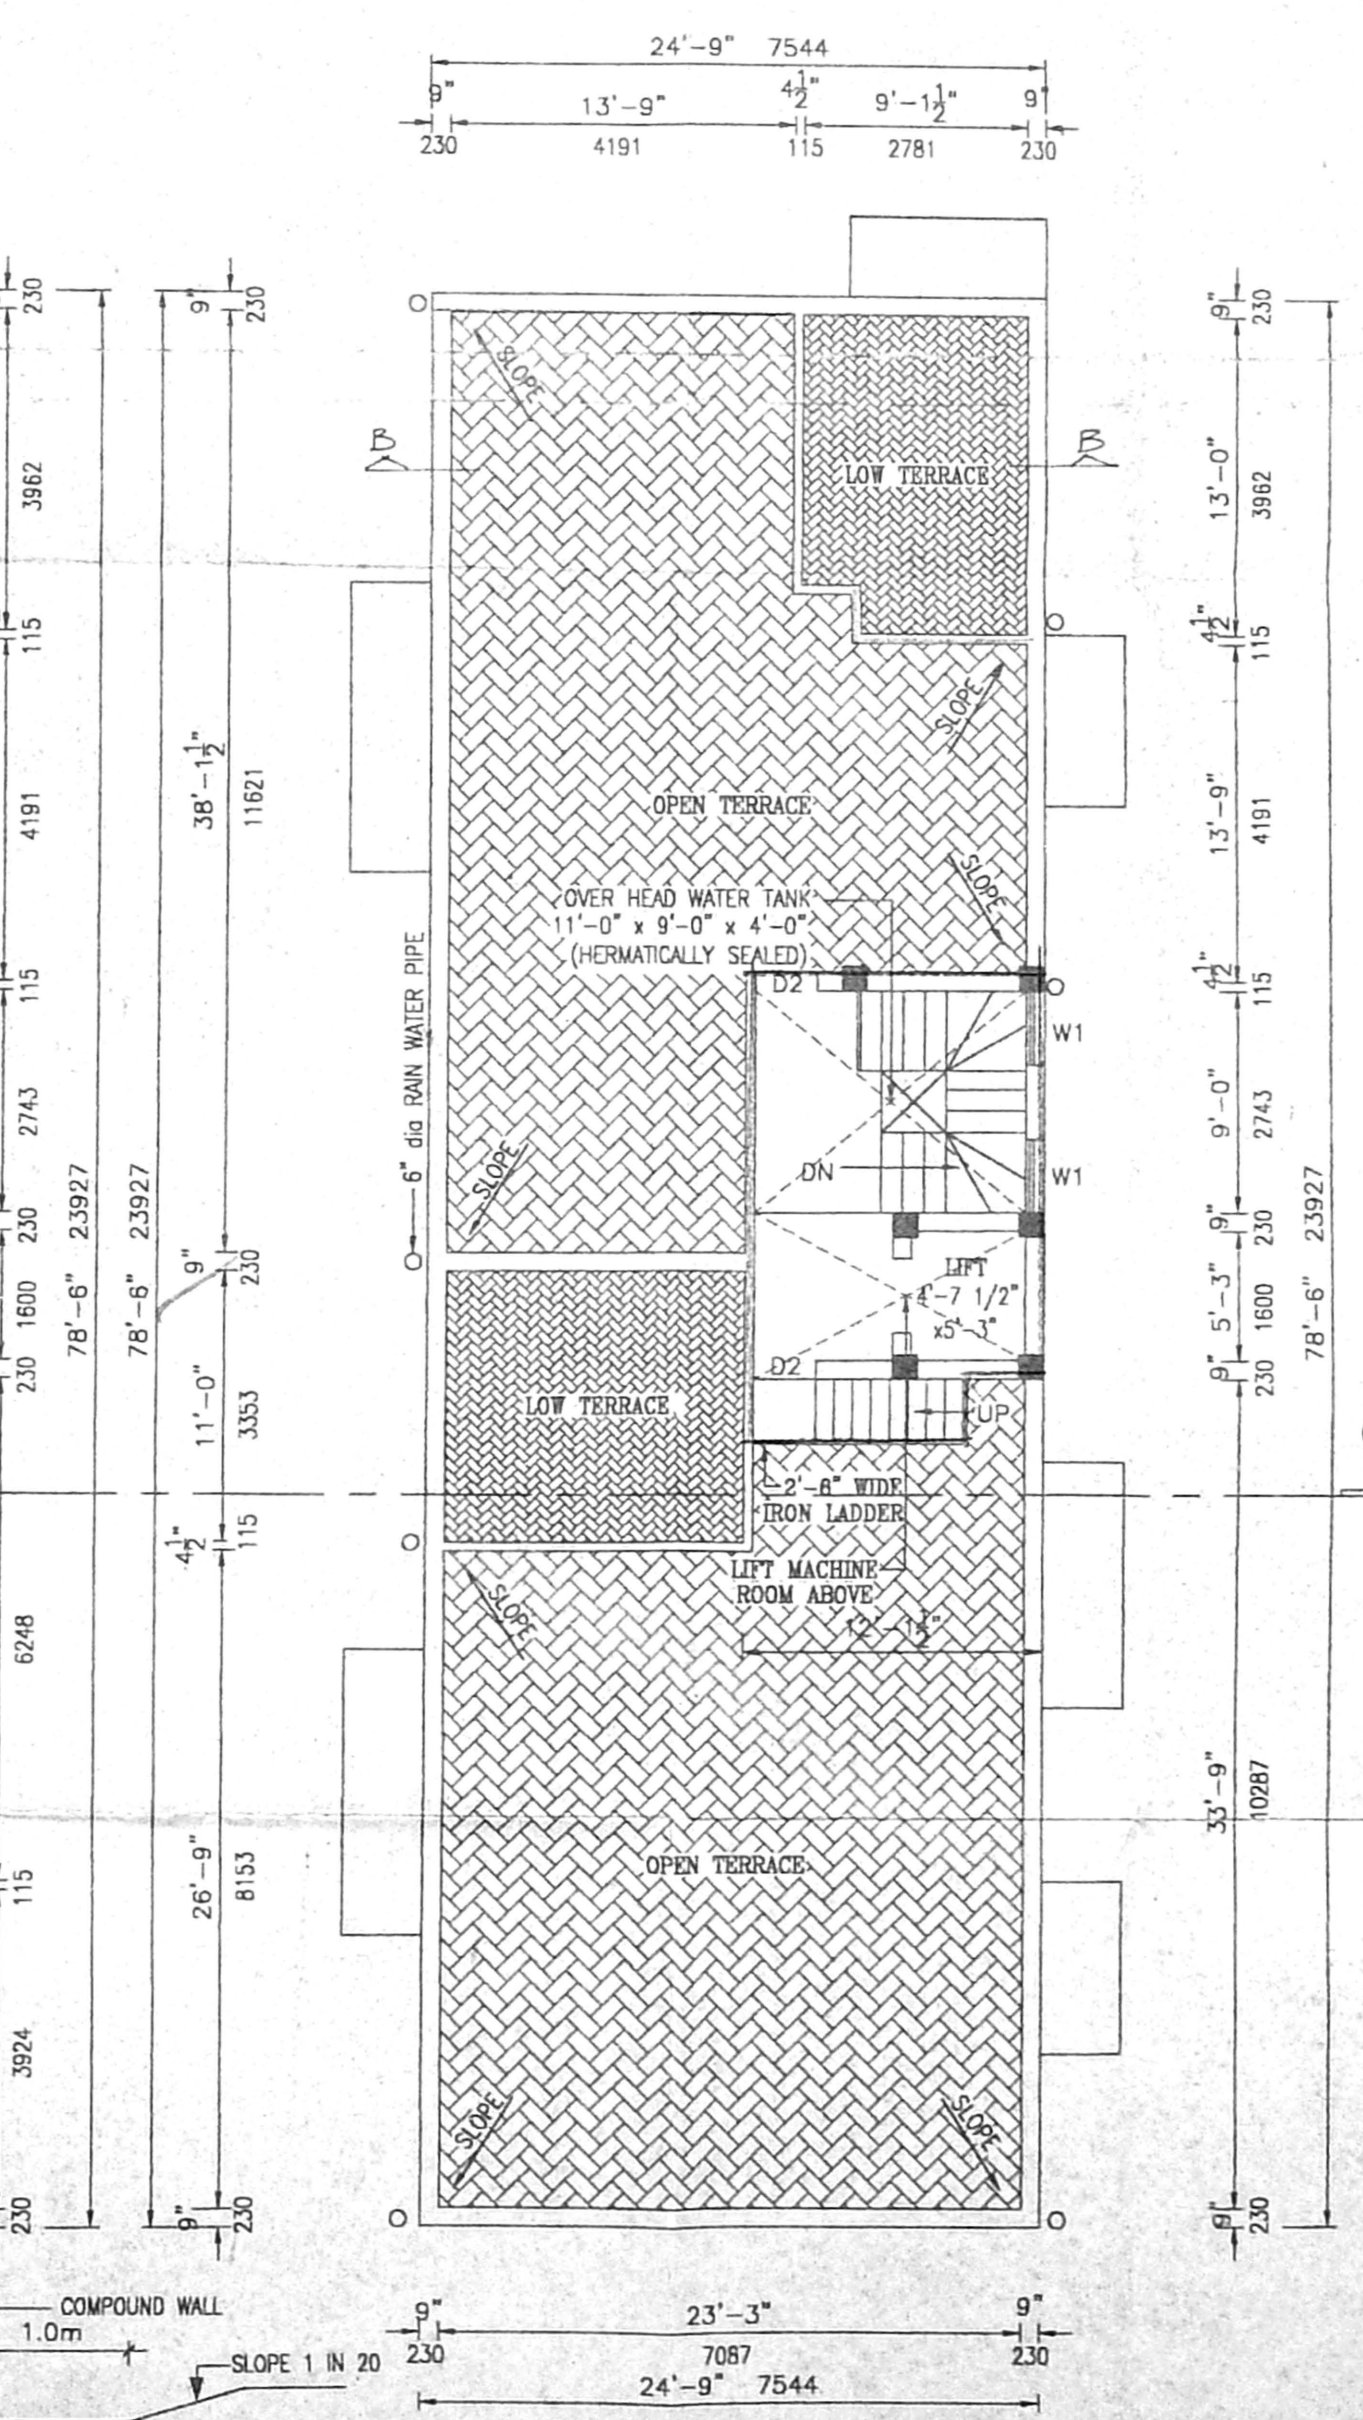 24'-9" 7544
9" 13'-9" 4½" 9'-1½" 9"
230 4191 115 2781 230
230
3962
115
4191
115
2743
230
1600
230
6248
115
3924
230
78'-6" 23927
78'-6" 23927
9" 230
38'-1½" 11621
9" 230
11'-0" 3353
4½" 115
26'-9" 8153
9" 230
SLOPE
B
B
LOW TERRACE
SLOPE
OPEN TERRACE
SLOPE
OVER HEAD WATER TANK
11'-0" x 9'-0" x 4'-0"
(HERMATICALLY SEALED)
6" dia RAIN WATER PIPE
D2
W1
SLOPE
DN
W1
LIFT
4'-7 1/2"
x5'-3"
D2
LOW TERRACE
UP
2'-6" WIDE
IRON LADDER
LIFT MACHINE
ROOM ABOVE
12'-1½"
SLOPE
OPEN TERRACE
SLOPE
SLOPE
9" 230
13'-0" 3962
4½" 115
13'-9" 4191
4½" 115
9'-0" 2743
9" 230
5'-3" 1600
9" 230
33'-9" 10287
9" 230
78'-6" 23927
COMPOUND WALL
1.0m
SLOPE 1 IN 20
9" 23'-3" 9"
230 7087 230
24'-9" 7544